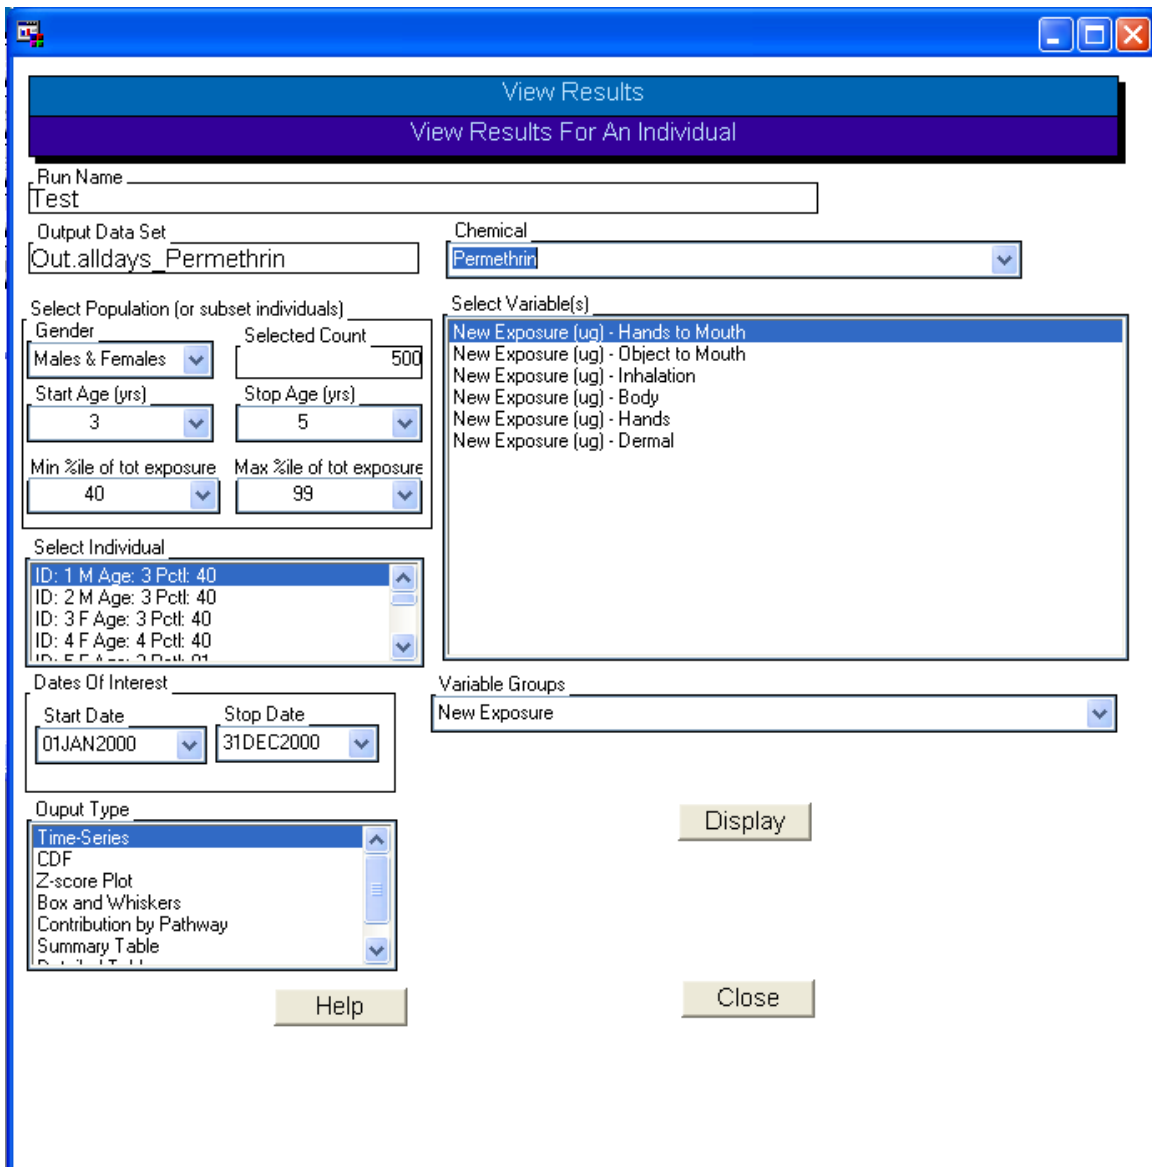 View Results
View Results For An Individual
Run Name
Test
Output Data Set
Out.alldays_Permethrin
Chemical
Permethrin
Select Population (or subset individuals)
Gender
Males & Females
Selected Count
500
Start Age (yrs)
3
Stop Age (yrs)
5
Min %ile of tot exposure
40
Max %ile of tot exposure
99
Select Variable(s)
New Exposure (ug) - Hands to Mouth
New Exposure (ug) - Object to Mouth
New Exposure (ug) - Inhalation
New Exposure (ug) - Body
New Exposure (ug) - Hands
New Exposure (ug) - Dermal
Select Individual
ID: 1 M Age: 3 Pctl: 40
ID: 2 M Age: 3 Pctl: 40
ID: 3 F Age: 3 Pctl: 40
ID: 4 F Age: 4 Pctl: 40
Dates Of Interest
Start Date
01JAN2000
Stop Date
31DEC2000
Variable Groups
New Exposure
Ouput Type
Time-Series
CDF
Z-score Plot
Box and Whiskers
Contribution by Pathway
Summary Table
Display
Help
Close